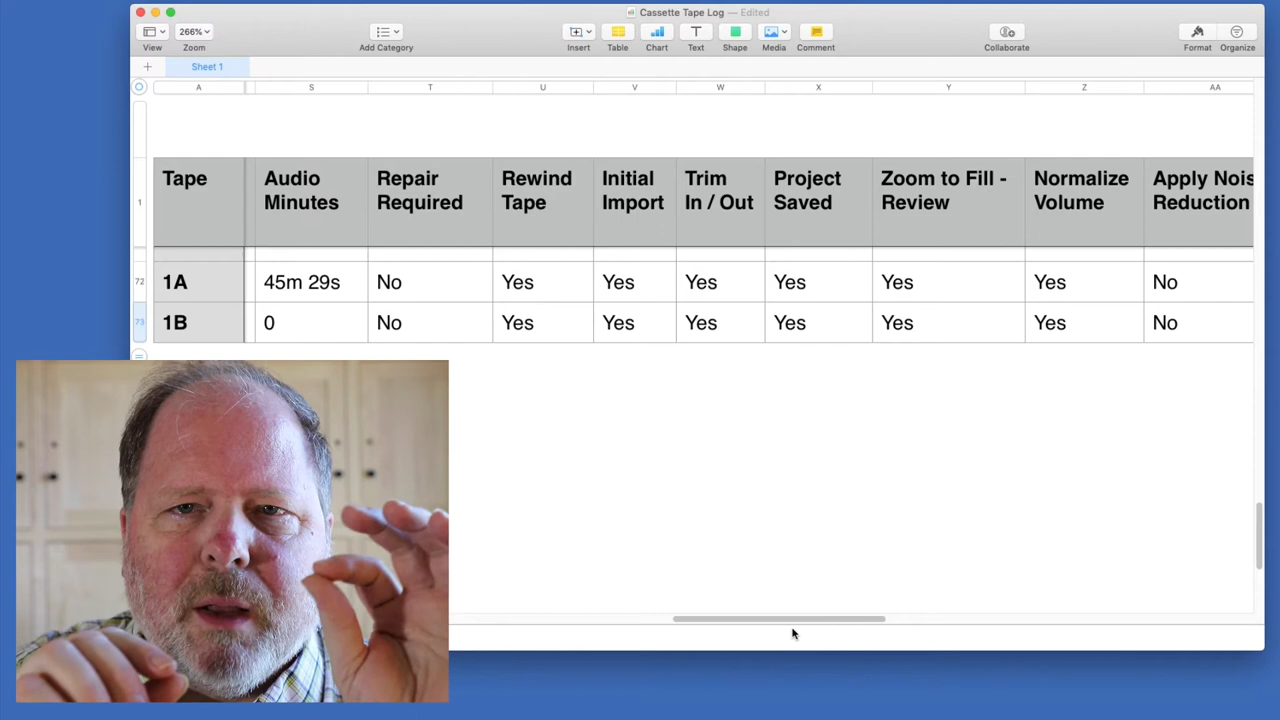 Cassette Tape Log — Edited
266%
View Zoom Add Category Insert Table Chart Text Shape Media Comment Collaborate Format Organize
Sheet 1
A S T U V W X Y Z AA
Tape Audio Repair Rewind Initial Trim Project Zoom to Fill - Normalize Apply Nois
1 Minutes Required Tape Import In / Out Saved Review Volume Reduction
72 1A 45m 29s No Yes Yes Yes Yes Yes Yes No
73 1B 0 No Yes Yes Yes Yes Yes Yes No